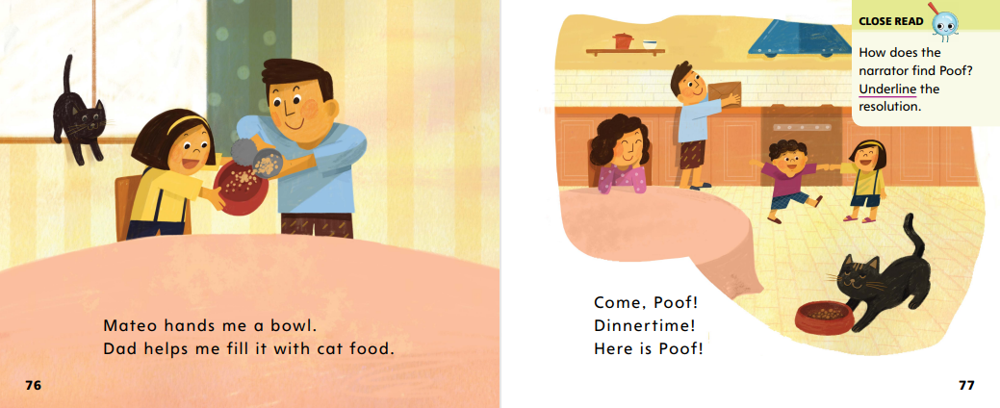 Mateo hands me a bowl.
Dad helps me fill it with cat food.
76
CLOSE READ
How does the
narrator find Poof?
Underline the
resolution.
Come, Poof!
Dinnertime!
Here is Poof!
77